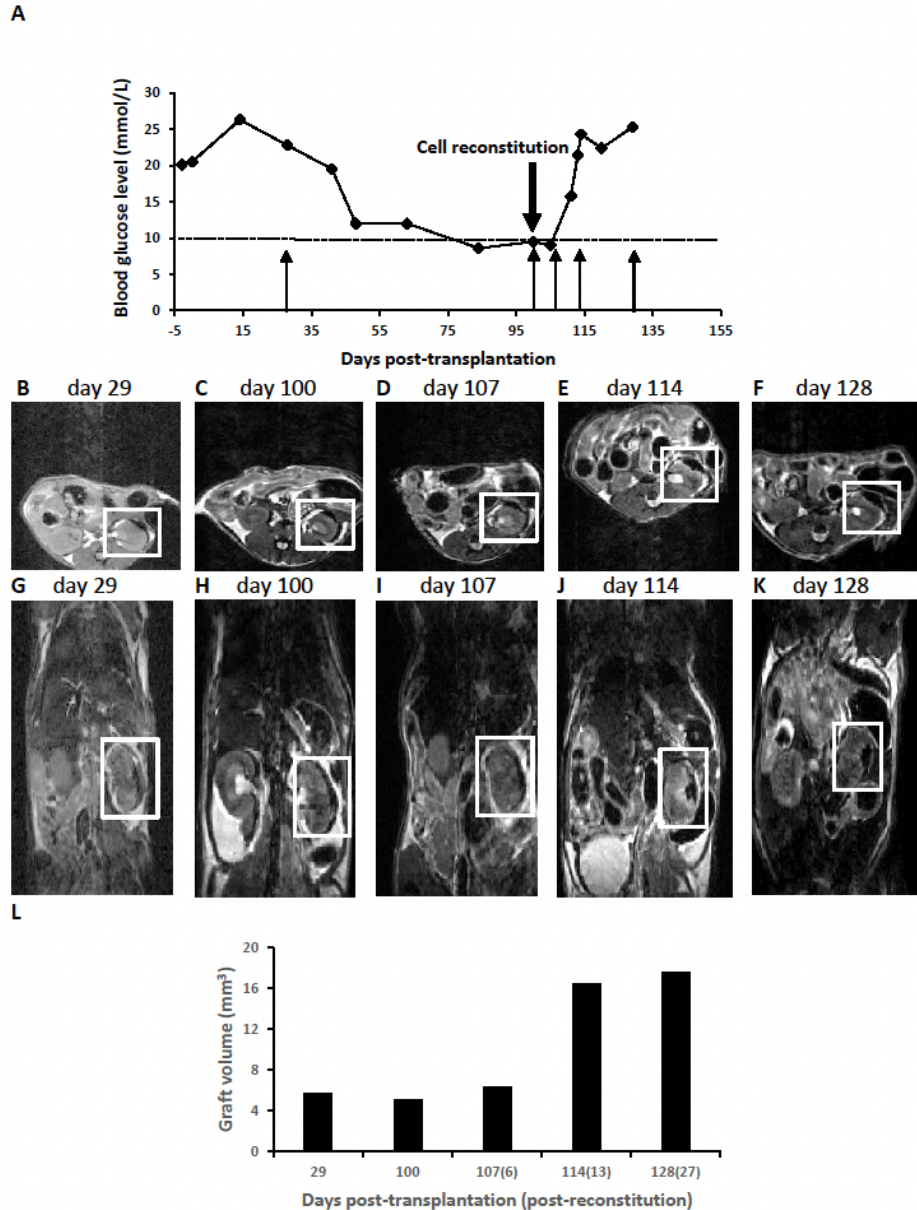 A
Blood glucose level (mmol/L)
30
25
20
15
10
5
0
Cell reconstitution
-5 15 35 55 75 95 115 135 155
Days post-transplantation
B day 29 C day 100 D day 107 E day 114 F day 128
G day 29 H day 100 I day 107 J day 114 K day 128
L
Graft volume (mm³)
20
16
12
8
4
0
29 100 107(6) 114(13) 128(27)
Days post-transplantation (post-reconstitution)